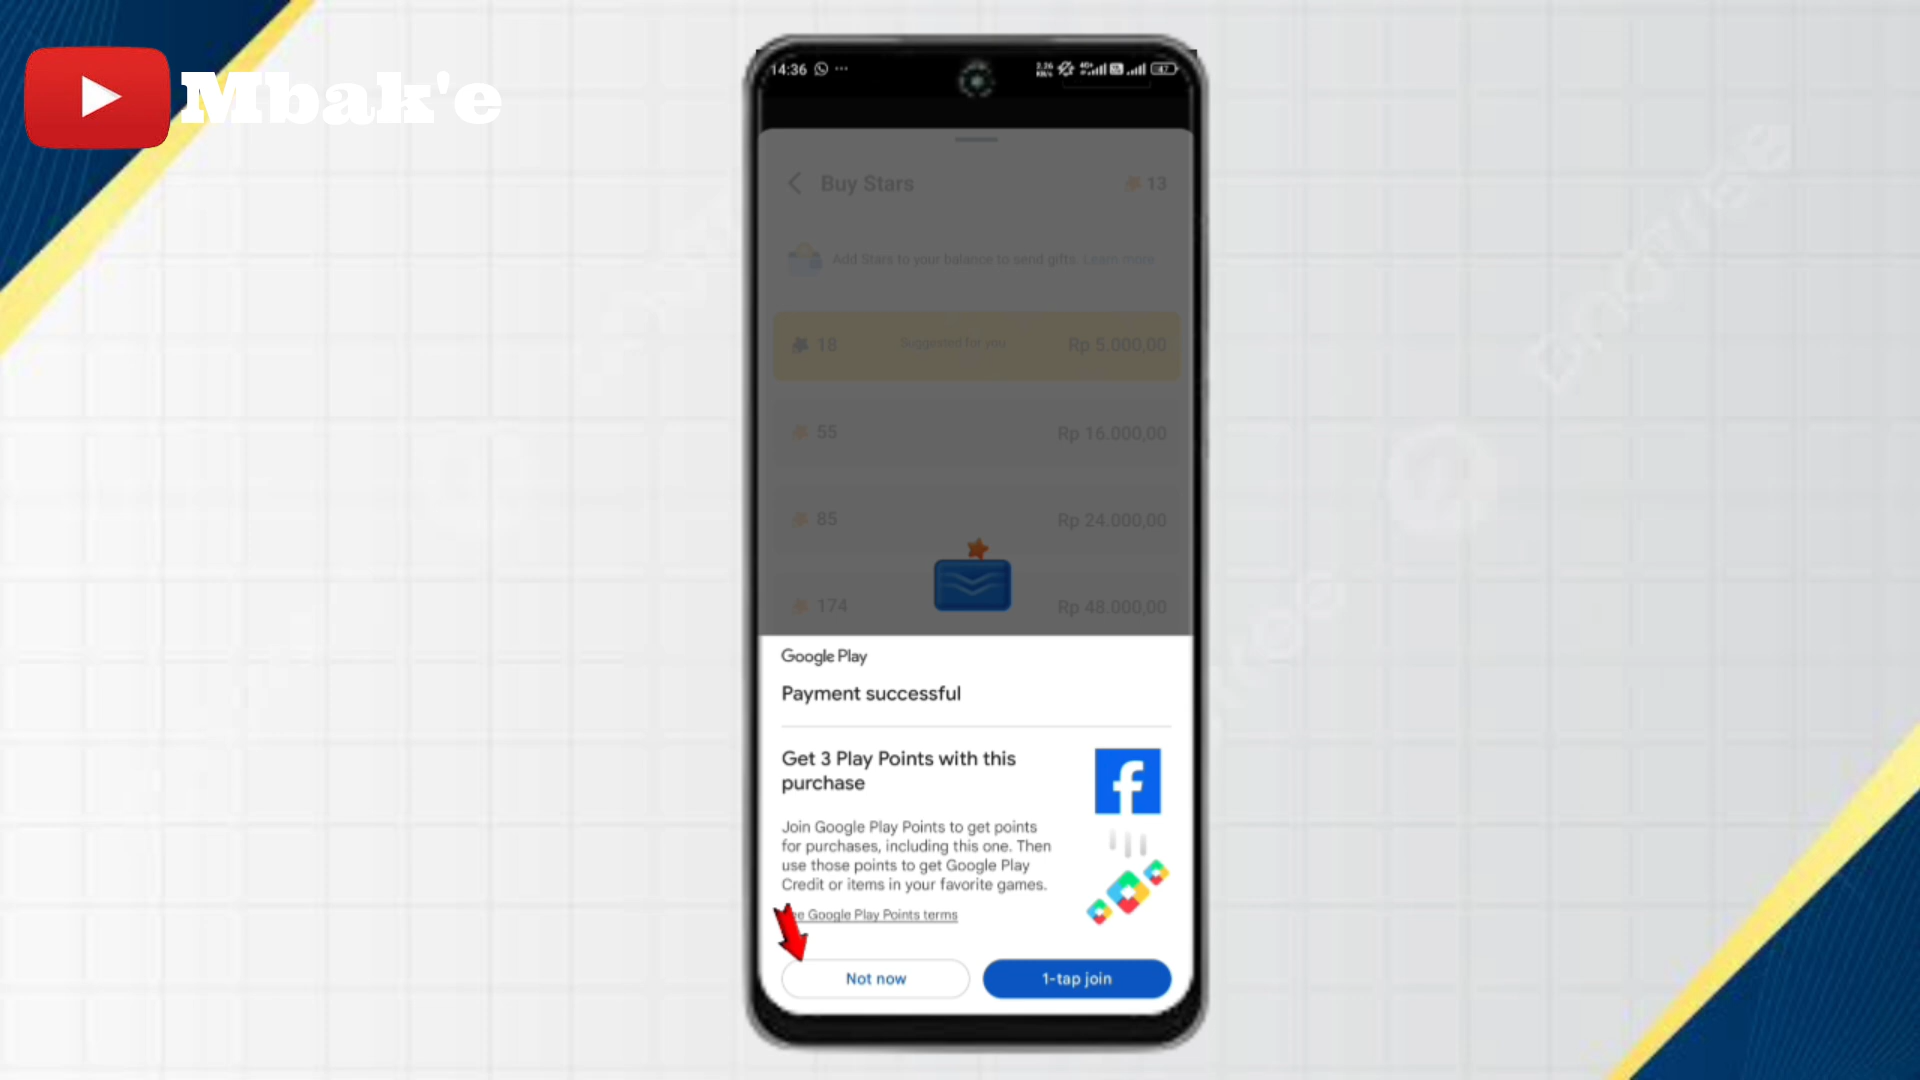 Mbak'e
14:36
Buy Stars
13
Add Stars to your balance to send gifts. Learn more
18 Suggested for you Rp 5.000,00
55 Rp 16.000,00
85 Rp 24.000,00
174 Rp 48.000,00
Google Play
Payment successful
Get 3 Play Points with this
purchase
Join Google Play Points to get points
for purchases, including this one. Then
use those points to get Google Play
Credit or items in your favorite games.
Google Play Points terms
Not now
1-tap join